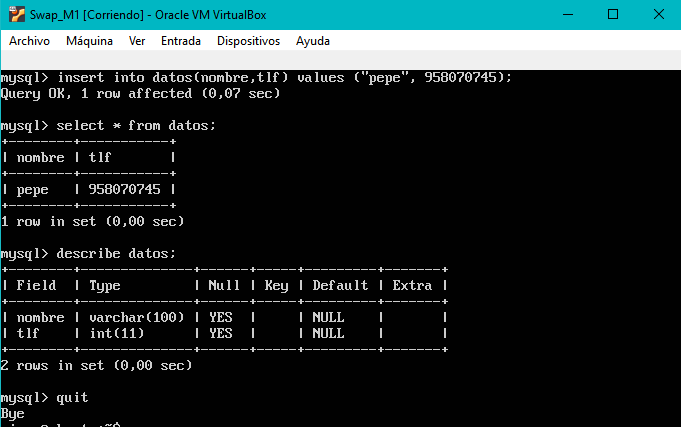 Swap_M1 [Corriendo] - Oracle VM VirtualBox
Archivo Máquina Ver Entrada Dispositivos Ayuda
mysql> insert into datos(nombre,tlf) values ("pepe", 958070745);
Query OK, 1 row affected (0,07 sec)
mysql> select * from datos;
+--------+-----------+
| nombre | tlf       |
+--------+-----------+
| pepe   | 958070745 |
+--------+-----------+
1 row in set (0,00 sec)
mysql> describe datos;
+--------+--------------+------+-----+---------+-------+
| Field  | Type         | Null | Key | Default | Extra |
+--------+--------------+------+-----+---------+-------+
| nombre | varchar(100) | YES  |     | NULL    |       |
| tlf    | int(11)      | YES  |     | NULL    |       |
+--------+--------------+------+-----+---------+-------+
2 rows in set (0,00 sec)
mysql> quit
Bye